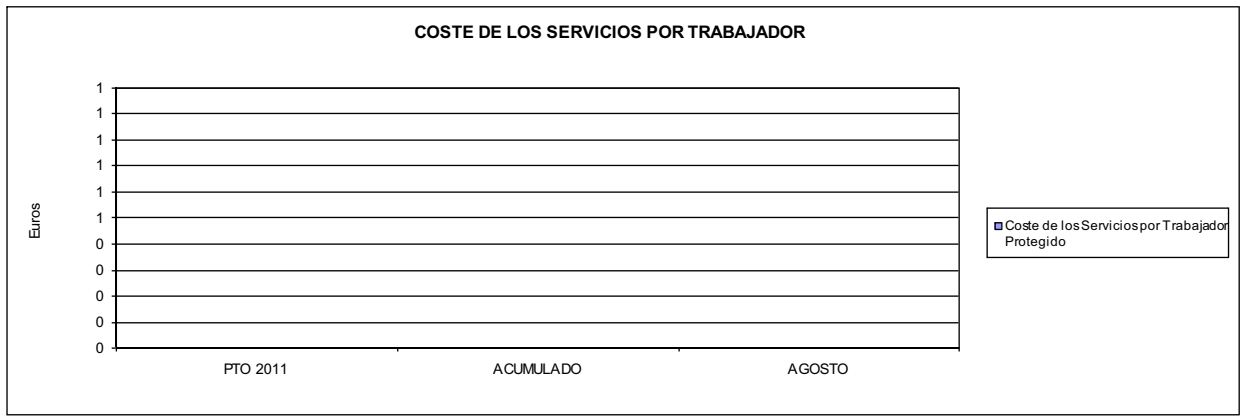 COSTE DE LOS SERVICIOS POR TRABAJADOR
1
1
1
1
1
1
0
0
0
0
0
Euros
PTO 2011
ACUMULADO
AGOSTO
Coste de los Servicios por Trabajador
Protegido